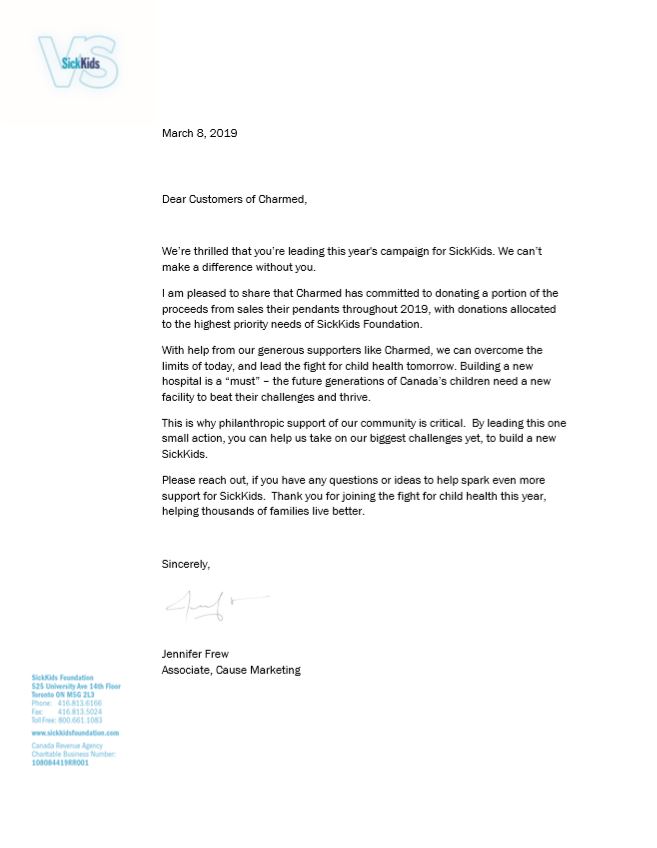 VS
SickKids
March 8, 2019
Dear Customers of Charmed,
We're thrilled that you're leading this year's campaign for SickKids. We can't
make a difference without you.
I am pleased to share that Charmed has committed to donating a portion of the
proceeds from sales their pendants throughout 2019, with donations allocated
to the highest priority needs of SickKids Foundation.
With help from our generous supporters like Charmed, we can overcome the
limits of today, and lead the fight for child health tomorrow. Building a new
hospital is a “must” – the future generations of Canada's children need a new
facility to beat their challenges and thrive.
This is why philanthropic support of our community is critical.  By leading this one
small action, you can help us take on our biggest challenges yet, to build a new
SickKids.
Please reach out, if you have any questions or ideas to help spark even more
support for SickKids.  Thank you for joining the fight for child health this year,
helping thousands of families live better.
Sincerely,
Jennifer Frew
Associate, Cause Marketing
SickKids Foundation
525 University Ave 14th Floor
Toronto ON M5G 2L3
Phone: 416.813.6166
Fax: 416.813.5024
Toll Free: 800.661.1083
www.sickkidsfoundation.com
Canada Revenue Agency
Charitable Business Number:
108084419RR001